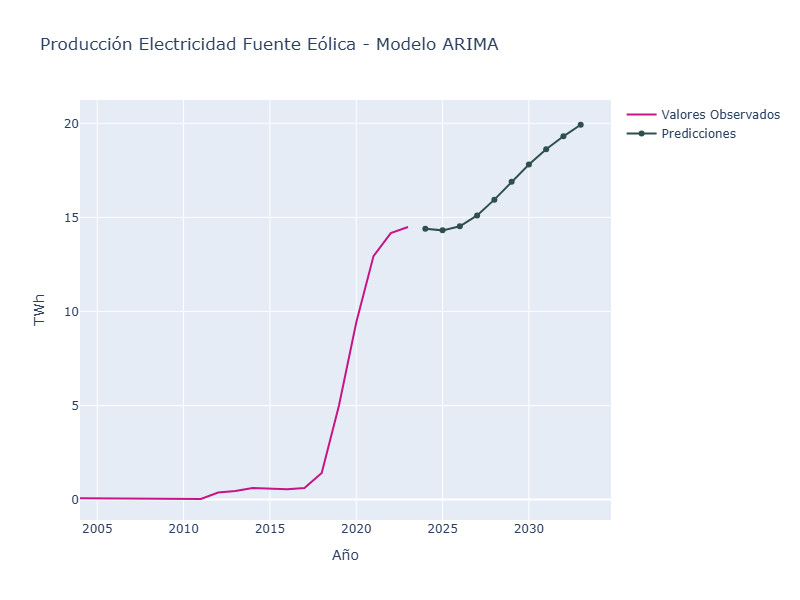 Producción Electricidad Fuente Eólica - Modelo ARIMA
Valores Observados
Predicciones
TWh
20
15
10
5
0
2005 2010 2015 2020 2025 2030
Año